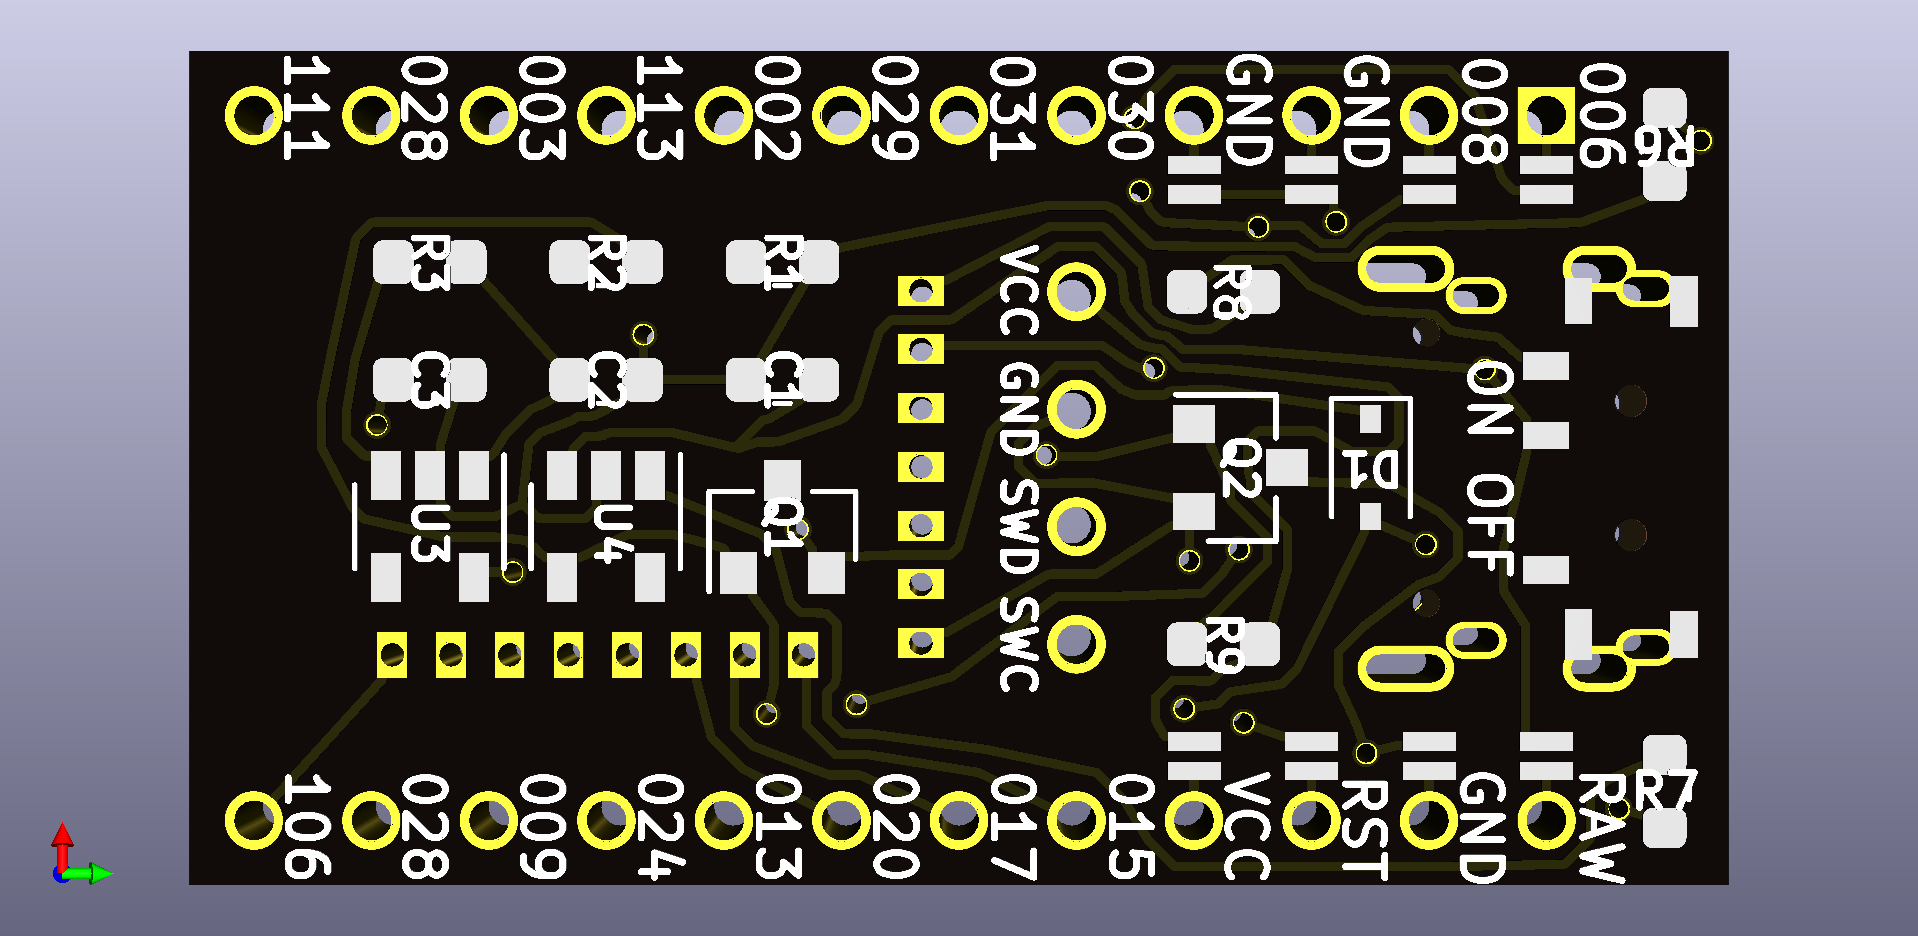 111
028
003
113
002
029
031
030
GND
GND
008
006
R6
R3
R2
R1
VCC
R8
C3
C2
C1
GND
ON
Q2
D1
U3
U4
Q1
SWD
OFF
SWC
R9
106
028
009
024
013
020
017
015
VCC
RST
GND
RAW
R7